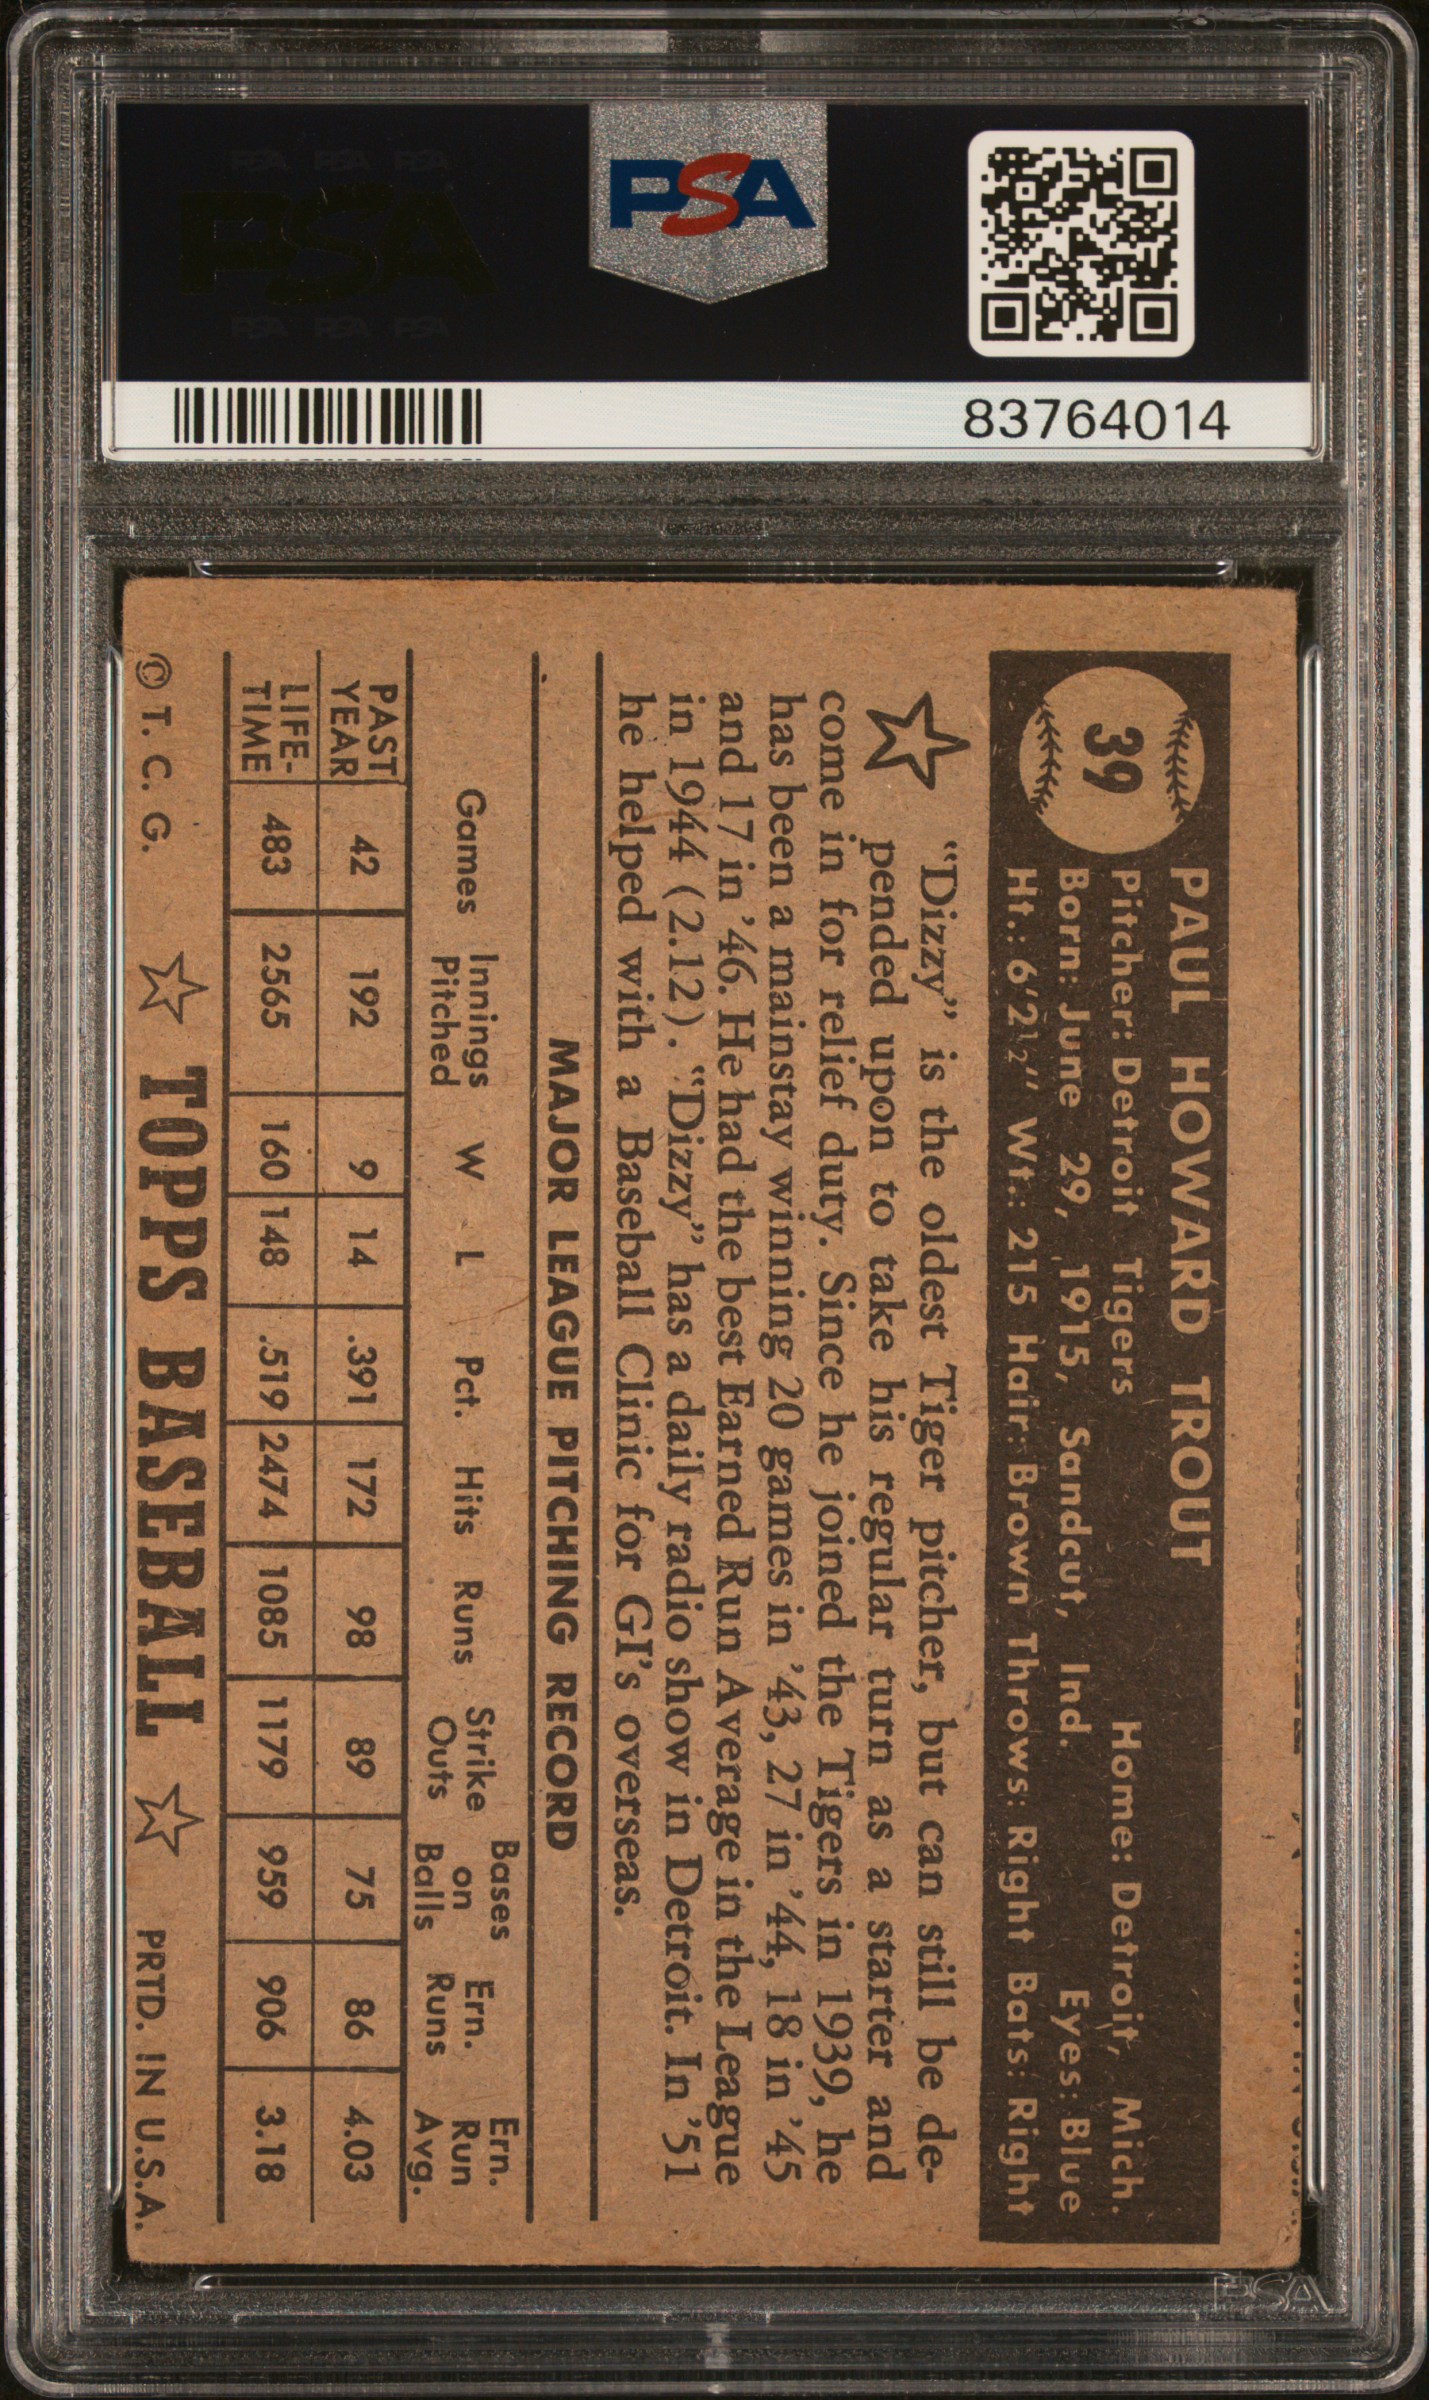 PSA PSA PSA
PSA
PSA PSA PSA
PSA
83764014
39
PAUL HOWARD TROUT
Pitcher: Detroit Tigers Home: Detroit, Mich.
Born: June 29, 1915, Sandcut, Ind. Eyes: Blue
Ht.: 6'2½" Wt.: 215 Hair: Brown Throws: Right Bats: Right
"Dizzy" is the oldest Tiger pitcher, but can still be de-
pended upon to take his regular turn as a starter and
come in for relief duty. Since he joined the Tigers in 1939, he
has been a mainstay winning 20 games in '43, 27 in '44, 18 in '45
and 17 in '46. He had the best Earned Run Average in the League
in 1944 (2.12). "Dizzy" has a daily radio show in Detroit. In '51
he helped with a Baseball Clinic for GI's overseas.
MAJOR LEAGUE PITCHING RECORD
Games Innings Pitched W L Pct. Hits Runs Strike Outs Bases on Balls Ern. Runs Ern. Run Avg.
PAST YEAR 42 192 9 14 .391 172 98 89 75 86 4.03
LIFE-TIME 483 2565 160 148 .519 2474 1085 1179 959 906 3.18
© T. C. G. TOPPS BASEBALL PRTD. IN U.S.A.
PSA